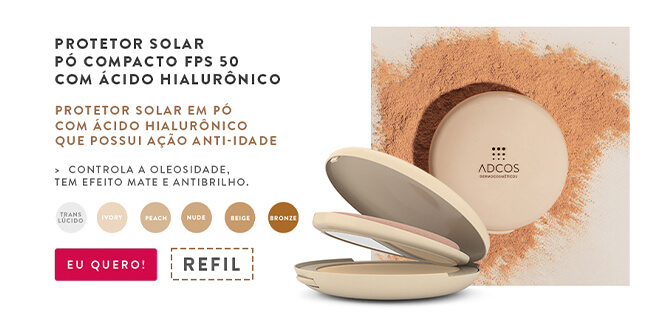 PROTETOR SOLAR
PÓ COMPACTO FPS 50
COM ÁCIDO HIALURÔNICO
PROTETOR SOLAR EM PÓ
COM ÁCIDO HIALURÔNICO
QUE POSSUI AÇÃO ANTI-IDADE
> CONTROLA A OLEOSIDADE,
TEM EFEITO MATE E ANTIBRILHO.
TRANS
LÚCIDO
IVORY
PEACH
NUDE
BEIGE
BRONZE
EU QUERO!
REFIL
ADCOS
DERMOCOSMÉTICOS